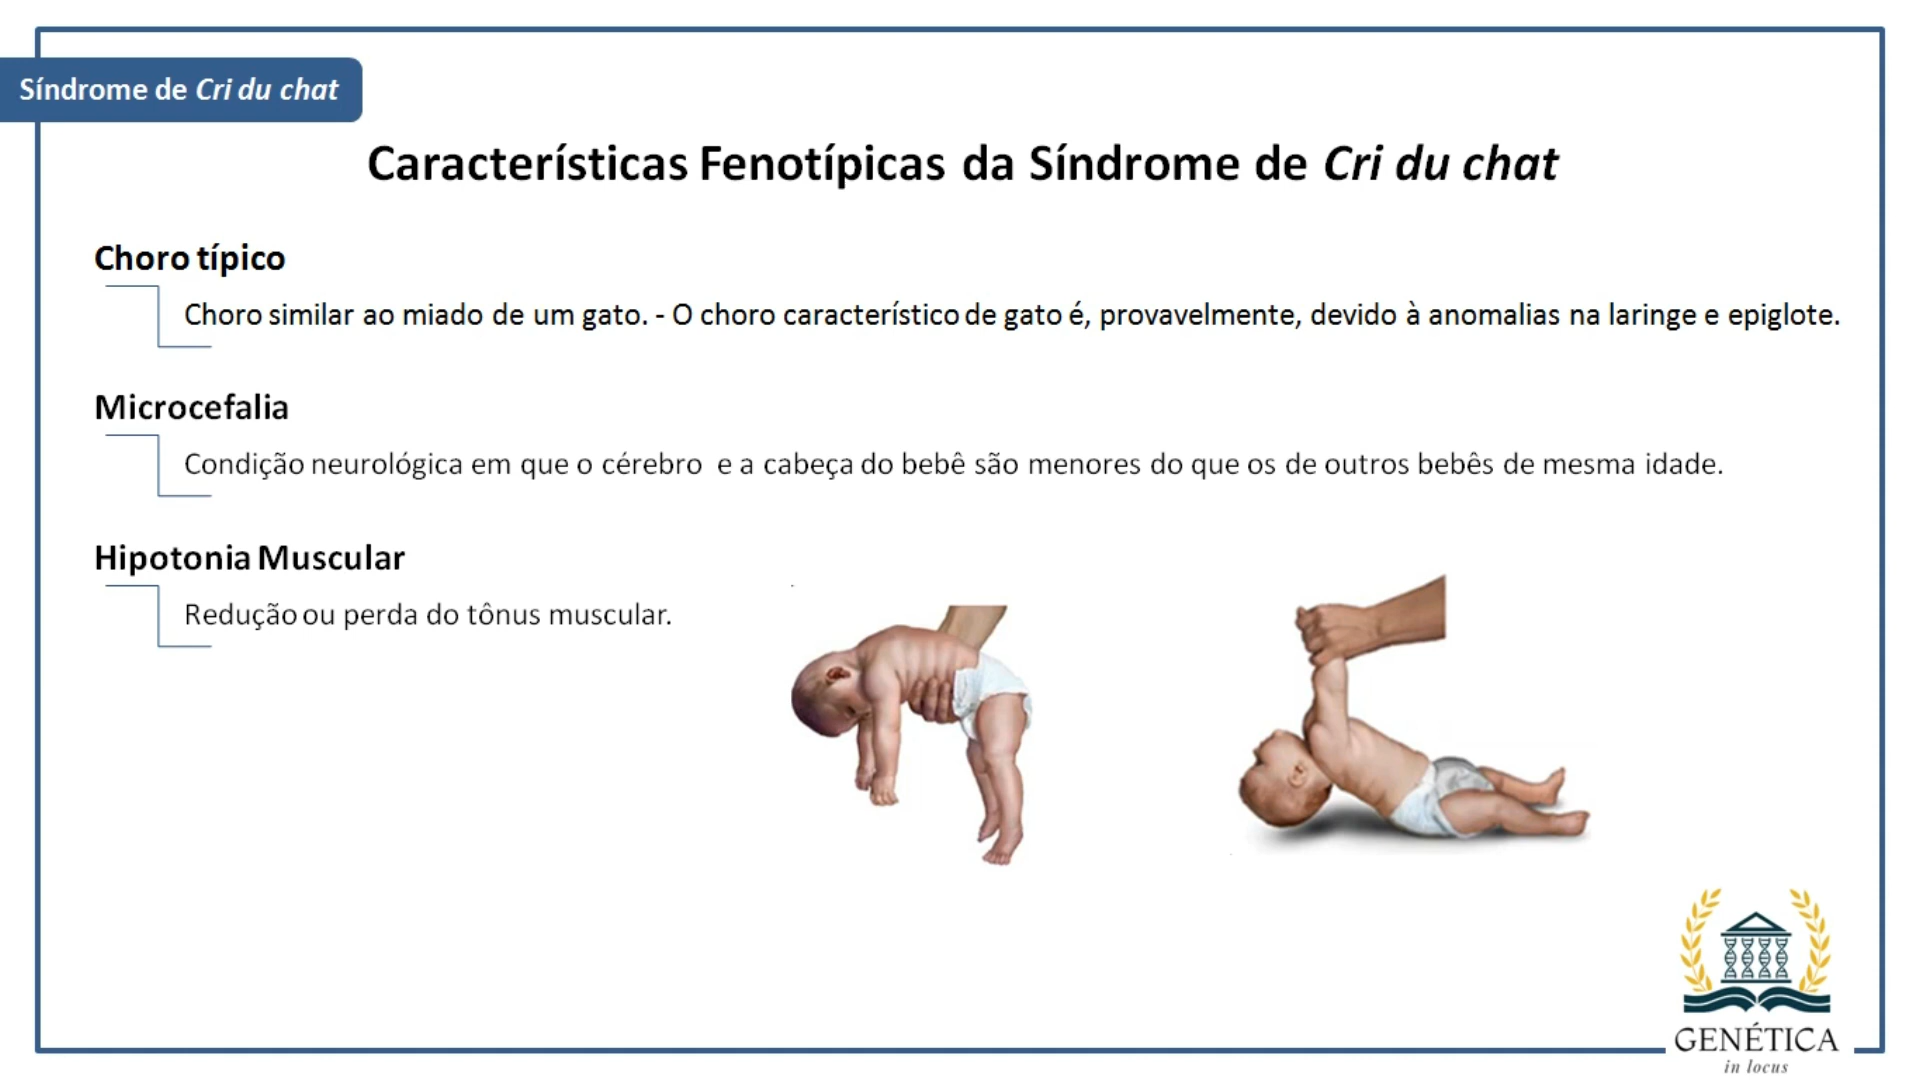 Síndrome de Cri du chat
Características Fenotípicas da Síndrome de Cri du chat
Choro típico
Choro similar ao miado de um gato. - O choro característico de gato é, provavelmente, devido à anomalias na laringe e epiglote.
Microcefalia
Condição neurológica em que o cérebro e a cabeça do bebê são menores do que os de outros bebês de mesma idade.
Hipotonia Muscular
Redução ou perda do tônus muscular.
GENÉTICA
in locus